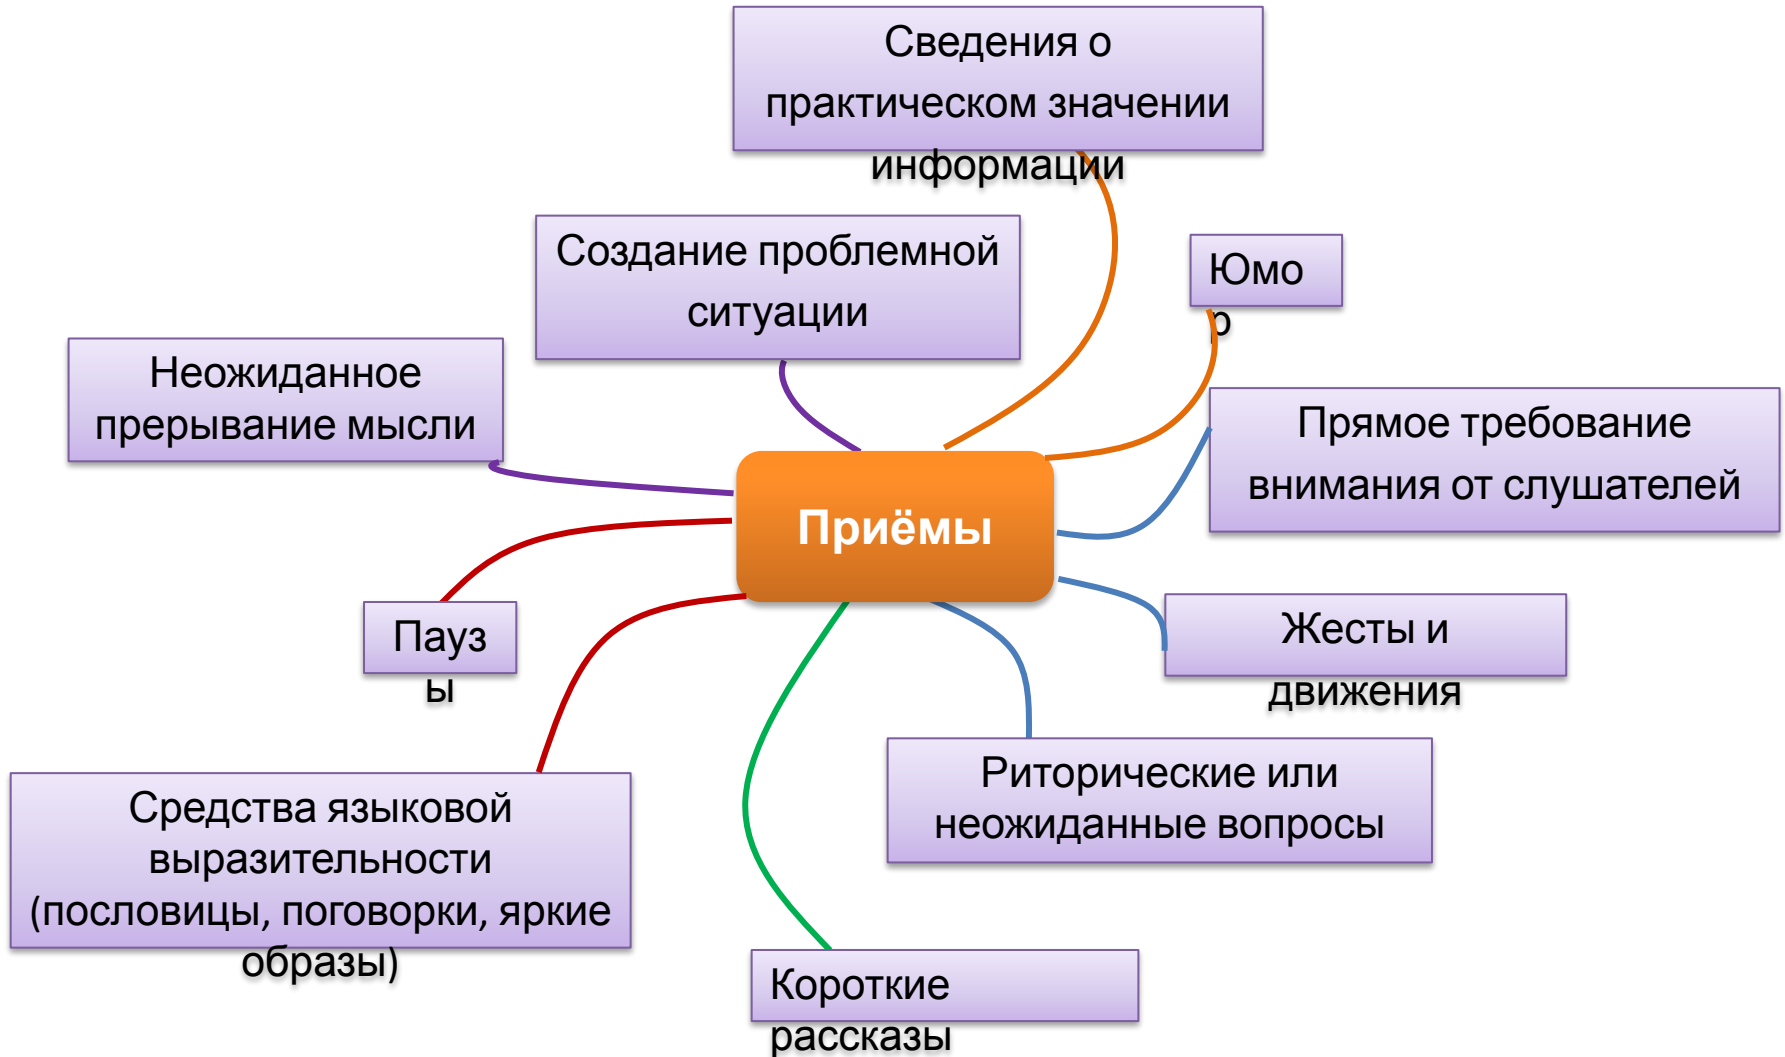 Сведения о
практическом значении
информации
Создание проблемной
ситуации
Юмо
р
Неожиданное
прерывание мысли
Прямое требование
внимания от слушателей
Приёмы
Пауз
ы
Жесты и
движения
Риторические или
неожиданные вопросы
Средства языковой
выразительности
(пословицы, поговорки, яркие
образы)
Короткие
рассказы